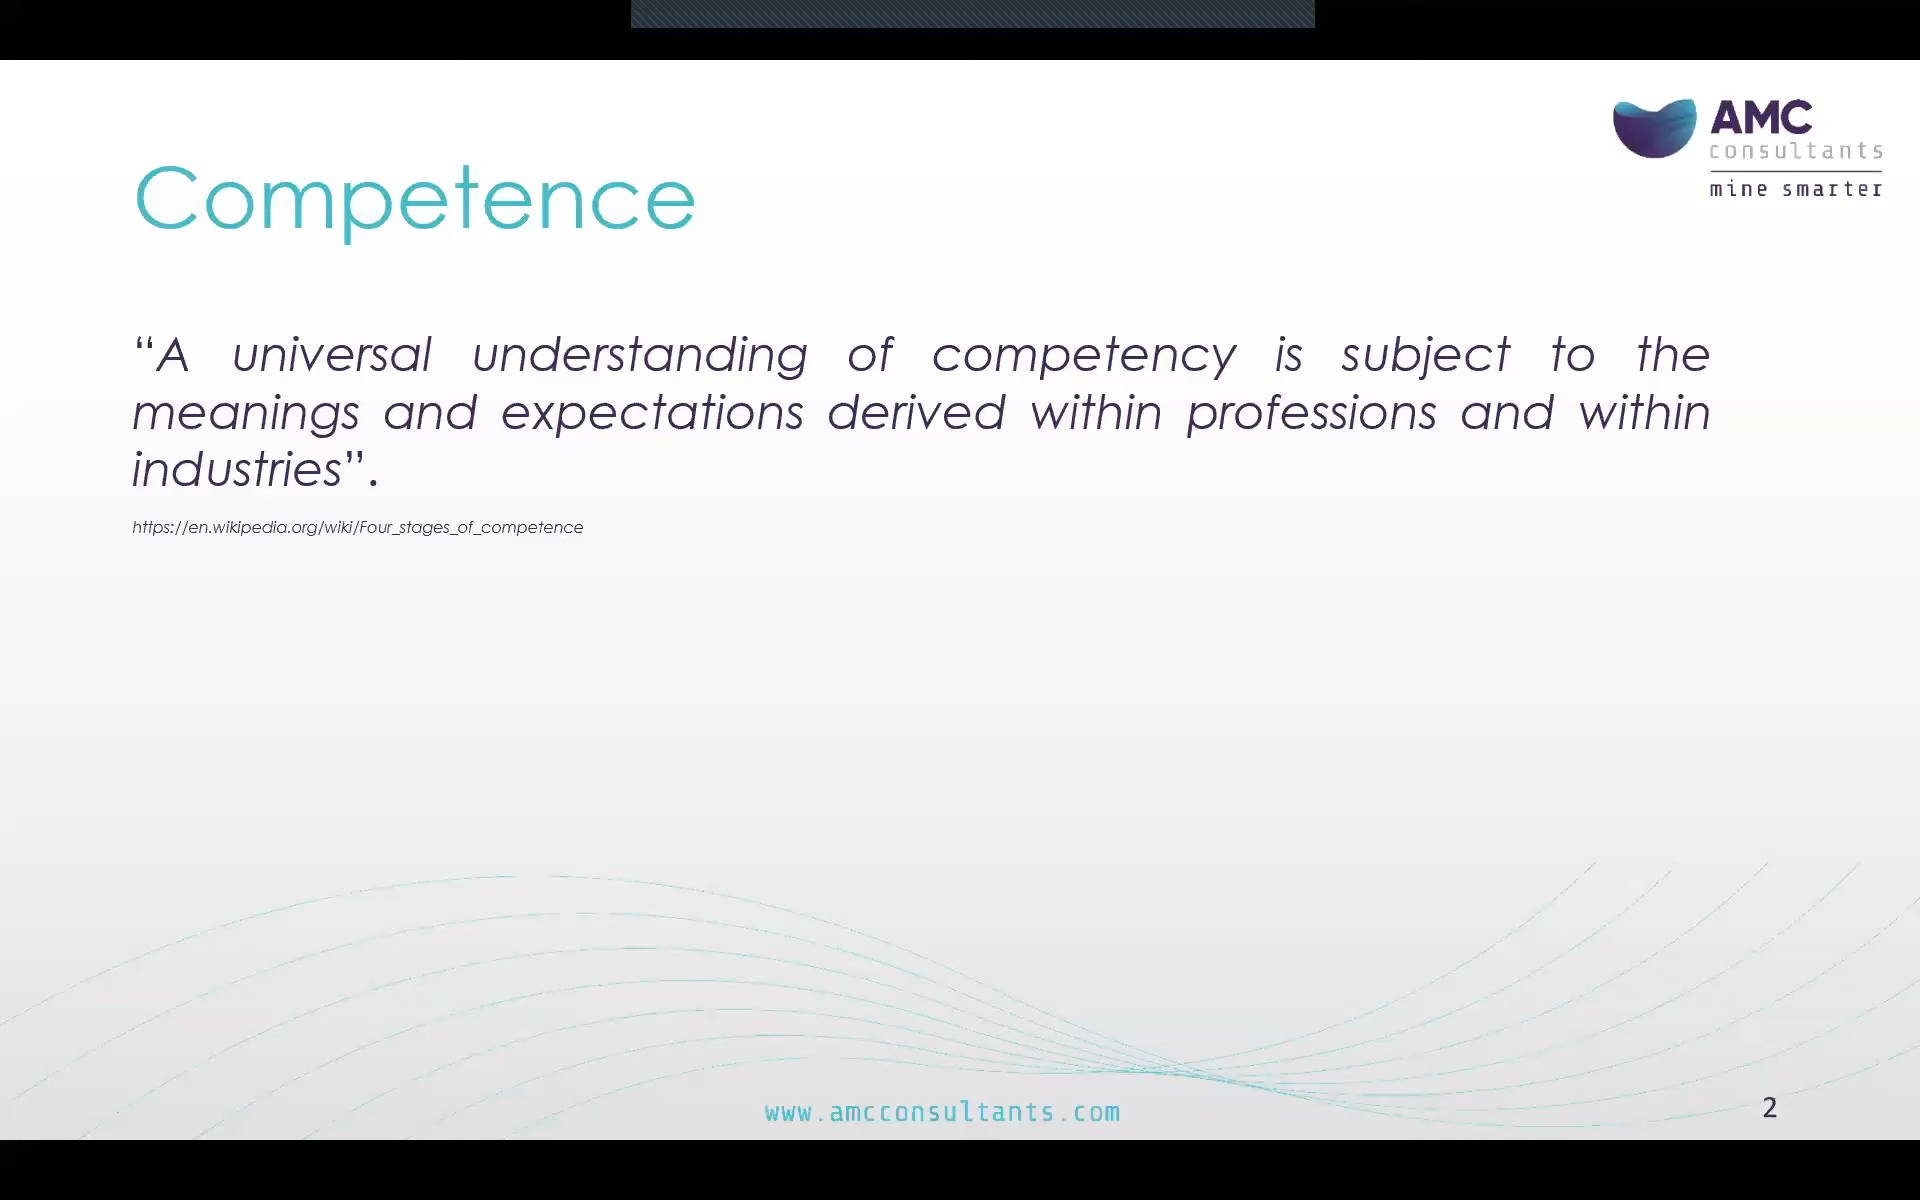 AMC
consultants
mine smarter
Competence
“A universal understanding of competency is subject to the
meanings and expectations derived within professions and within
industries”.
https://en.wikipedia.org/wiki/Four_stages_of_competence
www.amcconsultants.com
2